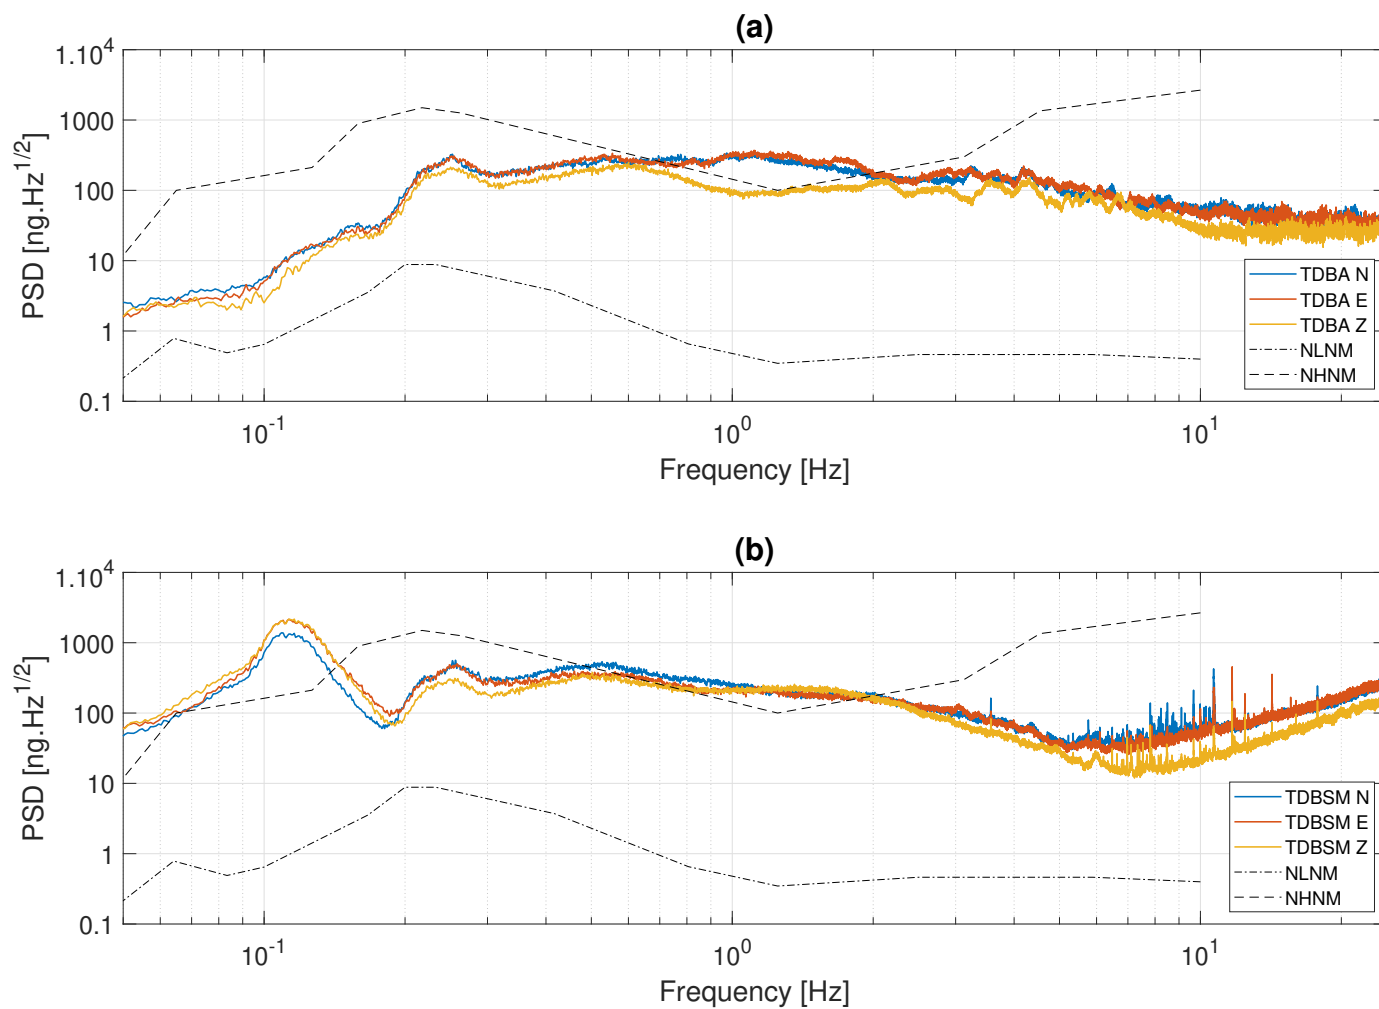 (a)
1.10^4
1000
100
10
1
0.1
PSD [ng.Hz^1/2]
10^-1
10^0
10^1
Frequency [Hz]
TDBA N
TDBA E
TDBA Z
NLNM
NHNM
(b)
1.10^4
1000
100
10
1
0.1
PSD [ng.Hz^1/2]
10^-1
10^0
10^1
Frequency [Hz]
TDBSM N
TDBSM E
TDBSM Z
NLNM
NHNM